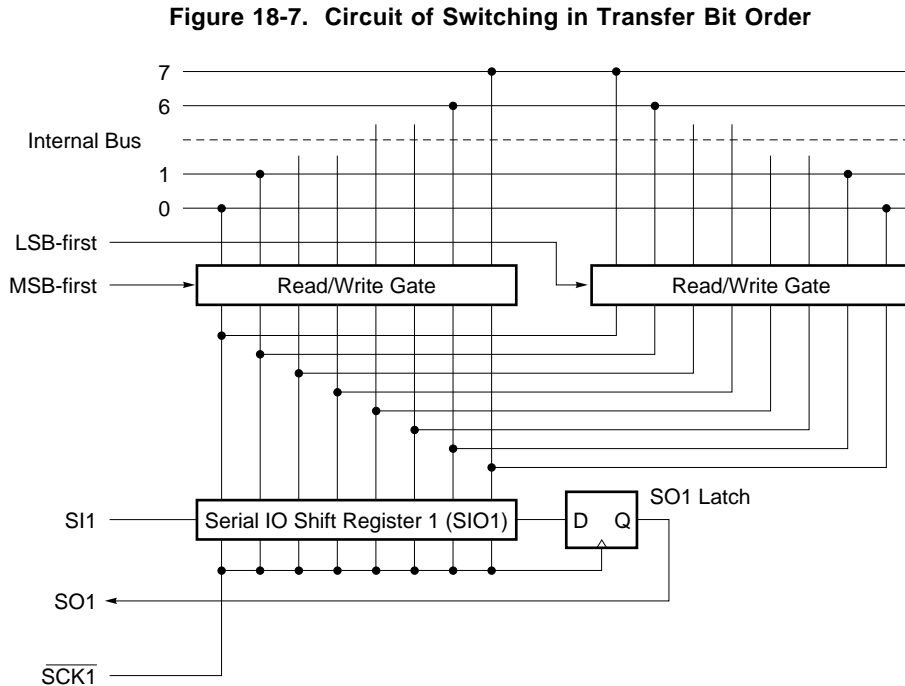 Figure 18-7. Circuit of Switching in Transfer Bit Order
7
6
Internal Bus
1
0
LSB-first
MSB-first
Read/Write Gate
Read/Write Gate
SO1 Latch
SI1
Serial IO Shift Register 1 (SIO1)
D Q
SO1
SCK1